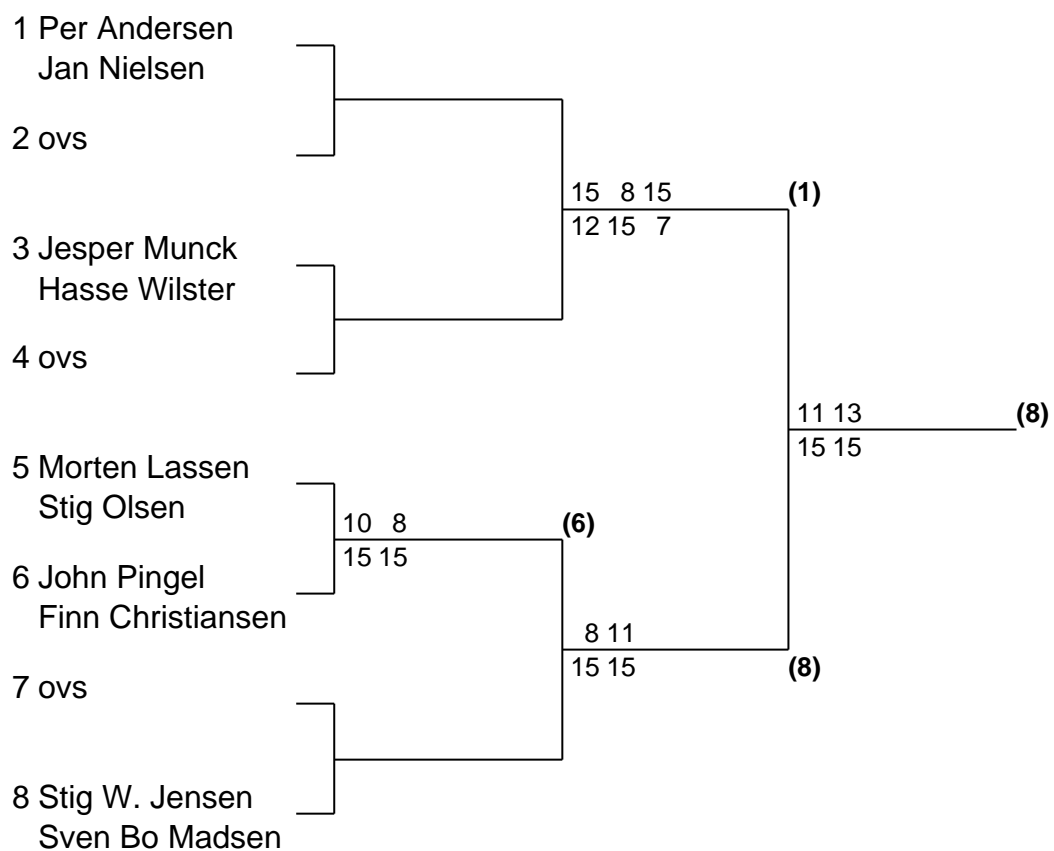 1 Per Andersen
Jan Nielsen
2 ovs
15 8 15
(1)
12 15 7
3 Jesper Munck
Hasse Wilster
4 ovs
11 13
(8)
15 15
5 Morten Lassen
Stig Olsen
10 8
(6)
15 15
6 John Pingel
Finn Christiansen
8 11
15 15
(8)
7 ovs
8 Stig W. Jensen
Sven Bo Madsen